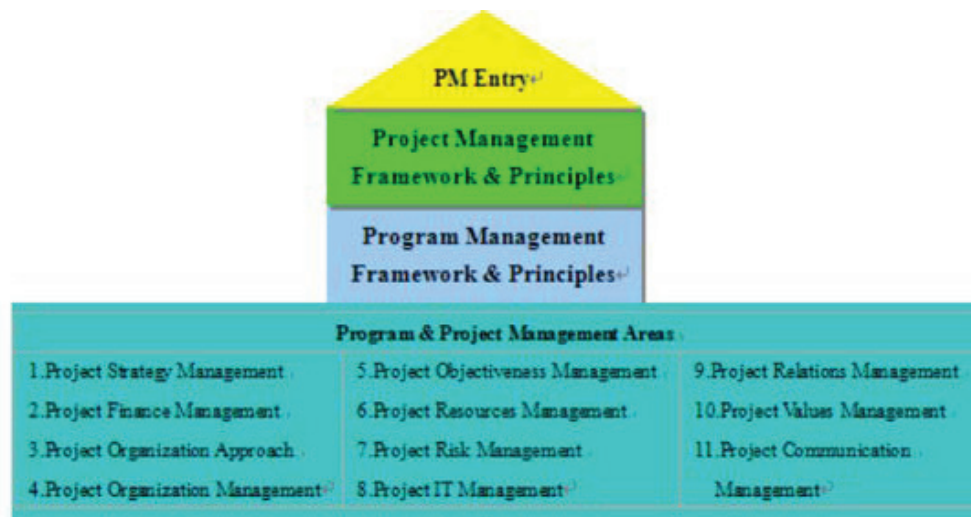 PM Entry
Project Management
Framework & Principles
Program Management
Framework & Principles
Program & Project Management Areas
1.Project Strategy Management
2.Project Finance Management
3.Project Organization Approach
4.Project Organization Management
5.Project Objectiveness Management
6.Project Resources Management
7.Project Risk Management
8.Project IT Management
9.Project Relations Management
10.Project Values Management
11.Project Communication
Management